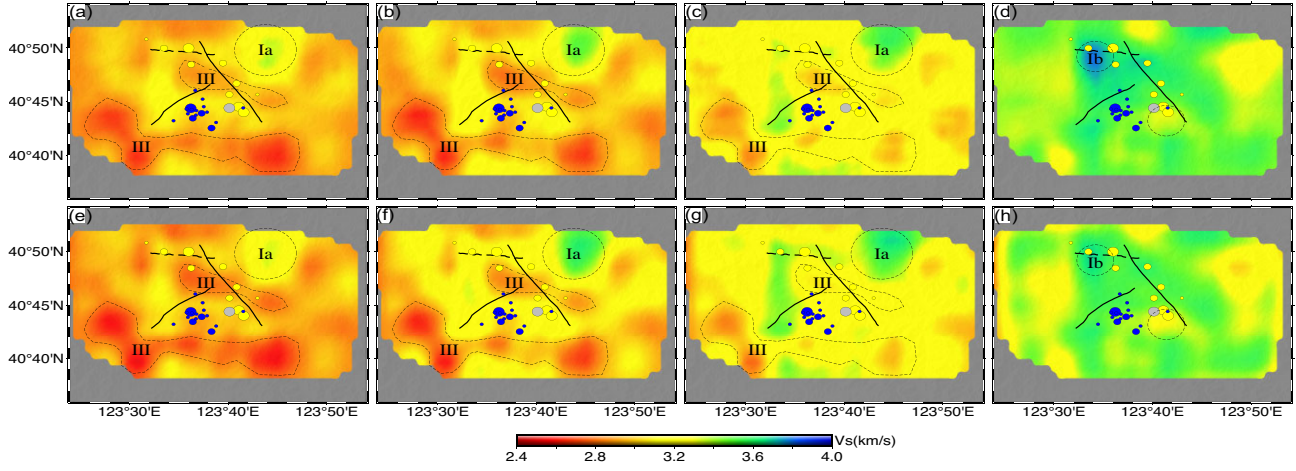 (a) (b) (c) (d)
40°50'N Ia Ia Ia Ib
III III III
40°45'N
40°40'N III III III
(e) (f) (g) (h)
40°50'N Ia Ia Ia Ib
III III III
40°45'N
40°40'N III III III
123°30'E 123°40'E 123°50'E 123°30'E 123°40'E 123°50'E 123°30'E 123°40'E 123°50'E 123°30'E 123°40'E 123°50'E
Vs(km/s)
2.4 2.8 3.2 3.6 4.0